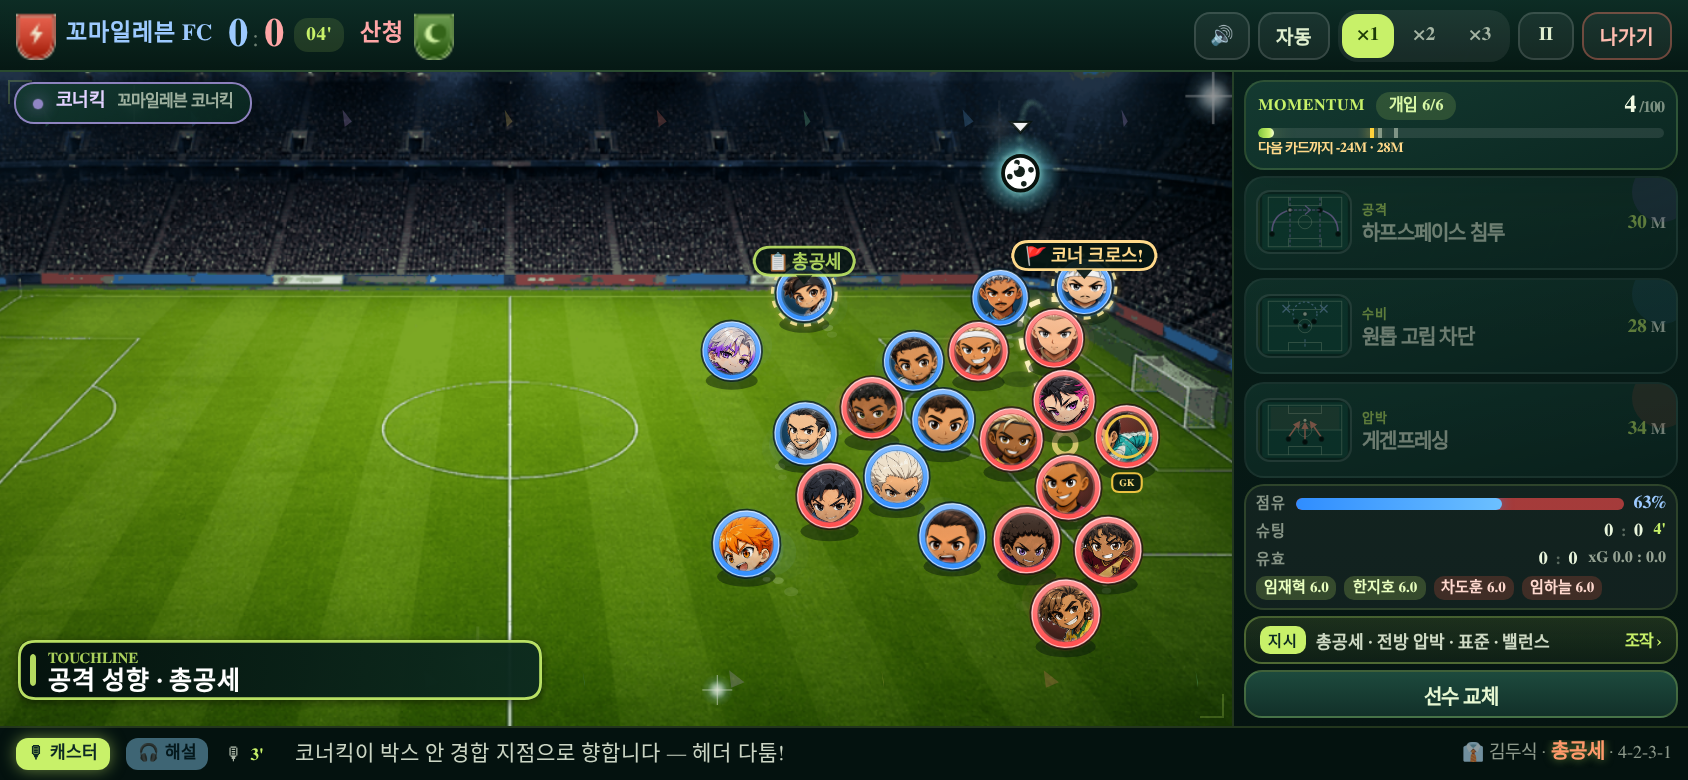 꼬마일레븐 FC 0 : 0 04' 산청
자동 ×1 ×2 ×3 II 나가기
코너킥 꼬마일레븐 코너킥
📋 총공세
🚩 코너 크로스!
GK
TOUCHLINE
공격 성향 · 총공세
MOMENTUM 개입 6/6 4 /100
다음 카드까지 -24M · 28M
공격
하프스페이스 침투 30 M
수비
원톱 고립 차단 28 M
압박
게겐프레싱 34 M
점유 63%
슈팅 0 : 0 4'
유효 0 : 0 xG 0.0 : 0.0
임재혁 6.0 한지호 6.0 차도훈 6.0 임하늘 6.0
지시 총공세 · 전방 압박 · 표준 · 밸런스 조작 ›
선수 교체
🎙 캐스터 🎧 해설 🎙 3' 코너킥이 박스 안 경합 지점으로 향합니다 — 헤더 다툼!
👔 김두식 · 총공세 · 4-2-3-1